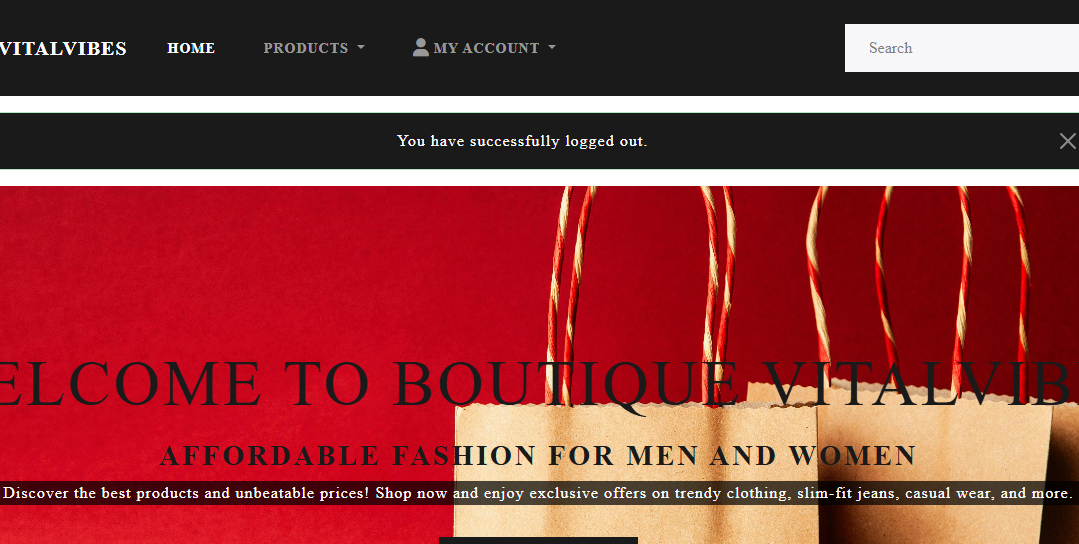 VITALVIBES HOME PRODUCTS MY ACCOUNT Search
You have successfully logged out.
ELCOME TO BOUTIQUE VITALVIB
AFFORDABLE FASHION FOR MEN AND WOMEN
Discover the best products and unbeatable prices! Shop now and enjoy exclusive offers on trendy clothing, slim-fit jeans, casual wear, and more.